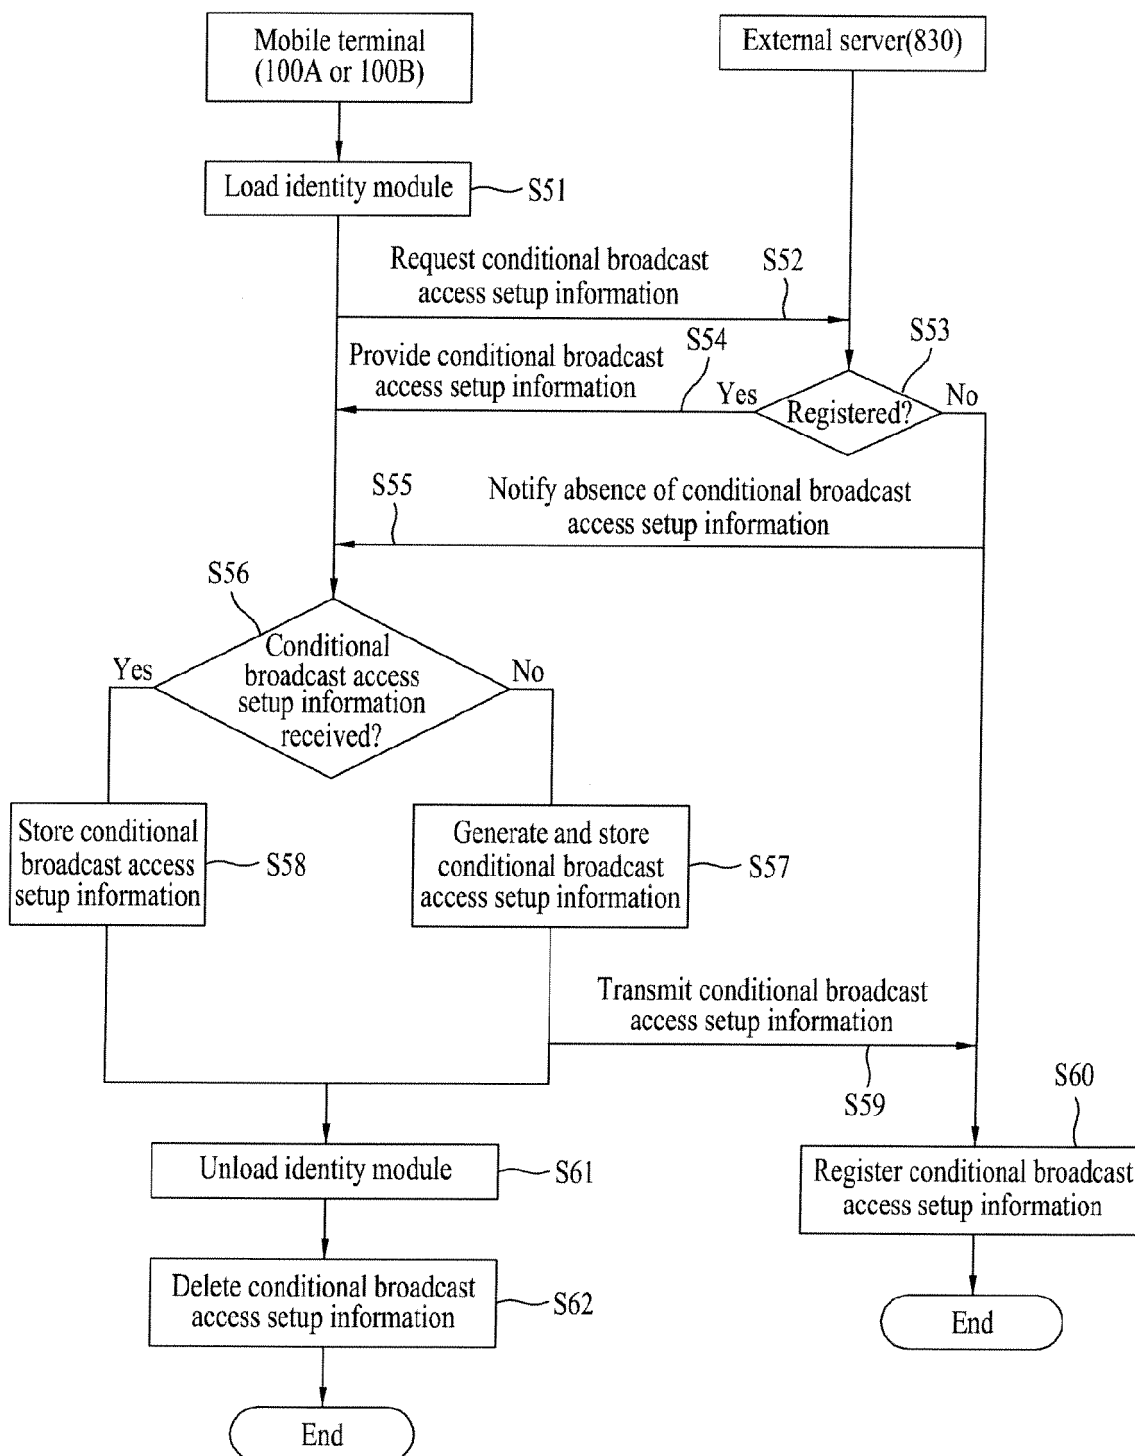 Mobile terminal
(100A or 100B)
External server(830)
Load identity module
S51
Request conditional broadcast
access setup information
S52
S53
S54
Provide conditional broadcast
access setup information
Yes
Registered?
No
S55
Notify absence of conditional broadcast
access setup information
S56
Conditional
broadcast access
setup information
received?
Yes
No
Store conditional
broadcast access
setup information
S58
Generate and store
conditional broadcast
access setup information
S57
Transmit conditional broadcast
access setup information
S59
S60
Unload identity module
S61
Register conditional broadcast
access setup information
Delete conditional broadcast
access setup information
S62
End
End